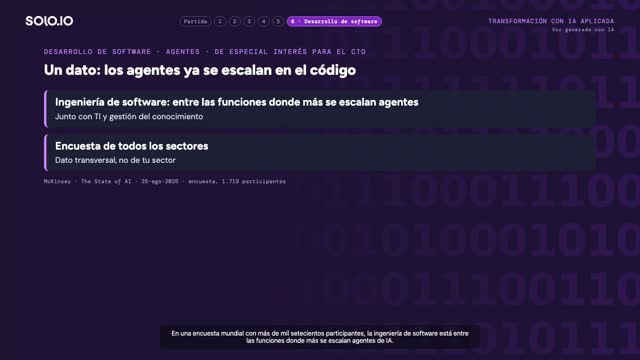 SOLO.IO
Partida 1 2 3 4 5 6 · Desarrollo de software
TRANSFORMACIÓN CON IA APLICADA
Voz generada con IA
DESARROLLO DE SOFTWARE · AGENTES · DE ESPECIAL INTERÉS PARA EL CTO
Un dato: los agentes ya se escalan en el código
Ingeniería de software: entre las funciones donde más se escalan agentes
Junto con TI y gestión del conocimiento
Encuesta de todos los sectores
Dato transversal, no de tu sector
McKinsey · The State of AI · 25-ago-2026 · encuesta, 1.719 participantes
En una encuesta mundial con más de mil setecientos participantes, la ingeniería de software está entre
las funciones donde más se escalan agentes de IA.